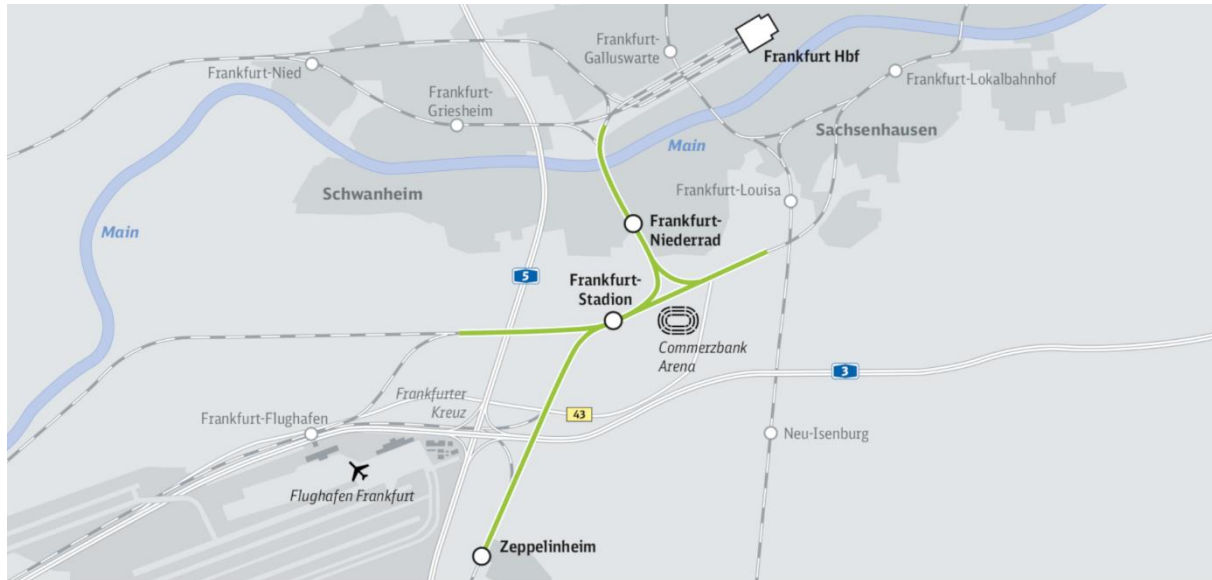 Frankfurt-
Galluswarte
Frankfurt Hbf
Frankfurt-Nied
Frankfurt-Lokalbahnhof
Frankfurt-
Griesheim
Sachsenhausen
Main
Schwanheim
Frankfurt-Louisa
Main
Frankfurt-
Niederrad
5
Frankfurt-
Stadion
Commerzbank
Arena
3
Frankfurter
Kreuz
43
Frankfurt-Flughafen
Neu-Isenburg
Flughafen Frankfurt
Zeppelinheim